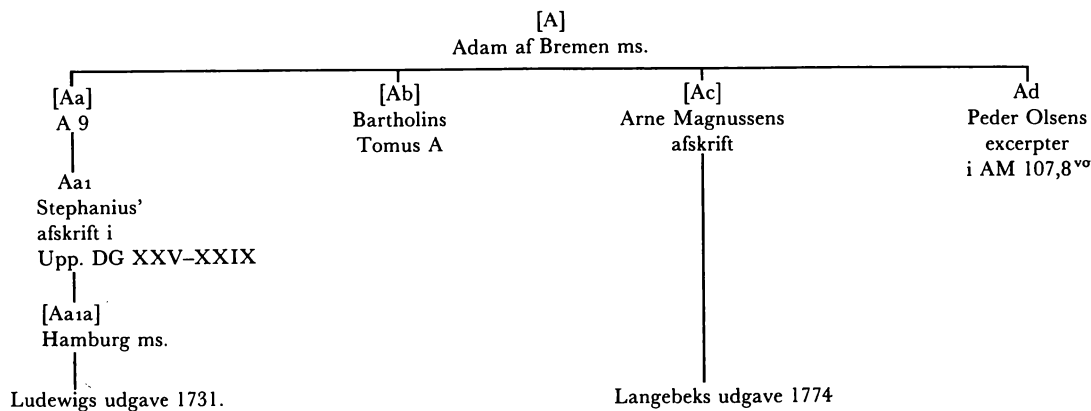 [A]
Adam af Bremen ms.
[Aa]
A 9
[Ab]
Bartholins
Tomus A
[Ac]
Arne Magnussens
afskrift
Ad
Peder Olsens
excerpter
i AM 107,8vo
Aa1
Stephanius’
afskrift i
Upp. DG XXV–XXIX
[Aa1a]
Hamburg ms.
Ludewigs udgave 1731.
Langebeks udgave 1774